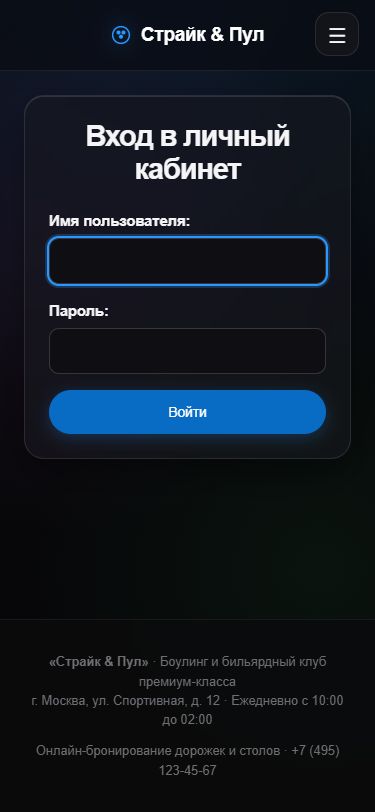 Страйк & Пул
Вход в личный
кабинет
Имя пользователя:
Пароль:
Войти
«Страйк & Пул» · Боулинг и бильярдный клуб
премиум-класса
г. Москва, ул. Спортивная, д. 12 · Ежедневно с 10:00
до 02:00
Онлайн-бронирование дорожек и столов · +7 (495)
123-45-67